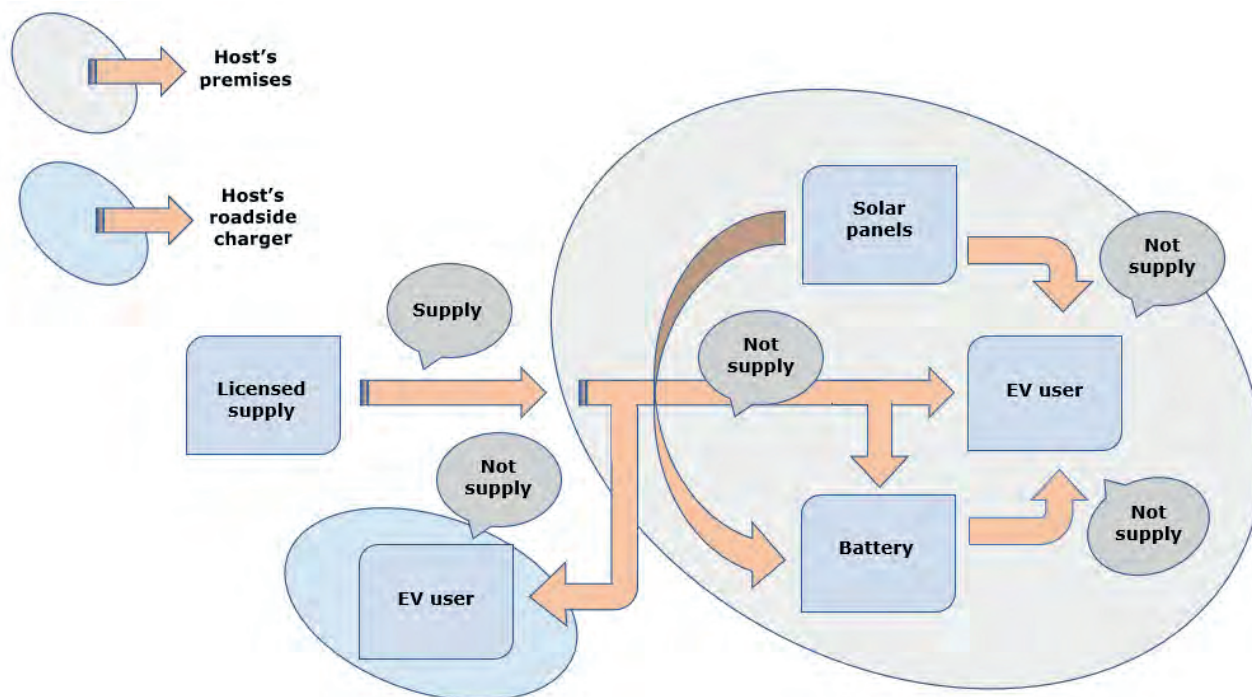 Host's
premises
Host's
roadside
charger
Solar
panels
Not
supply
Supply
Not
supply
Licensed
supply
EV user
Not
supply
Battery
Not
supply
EV user